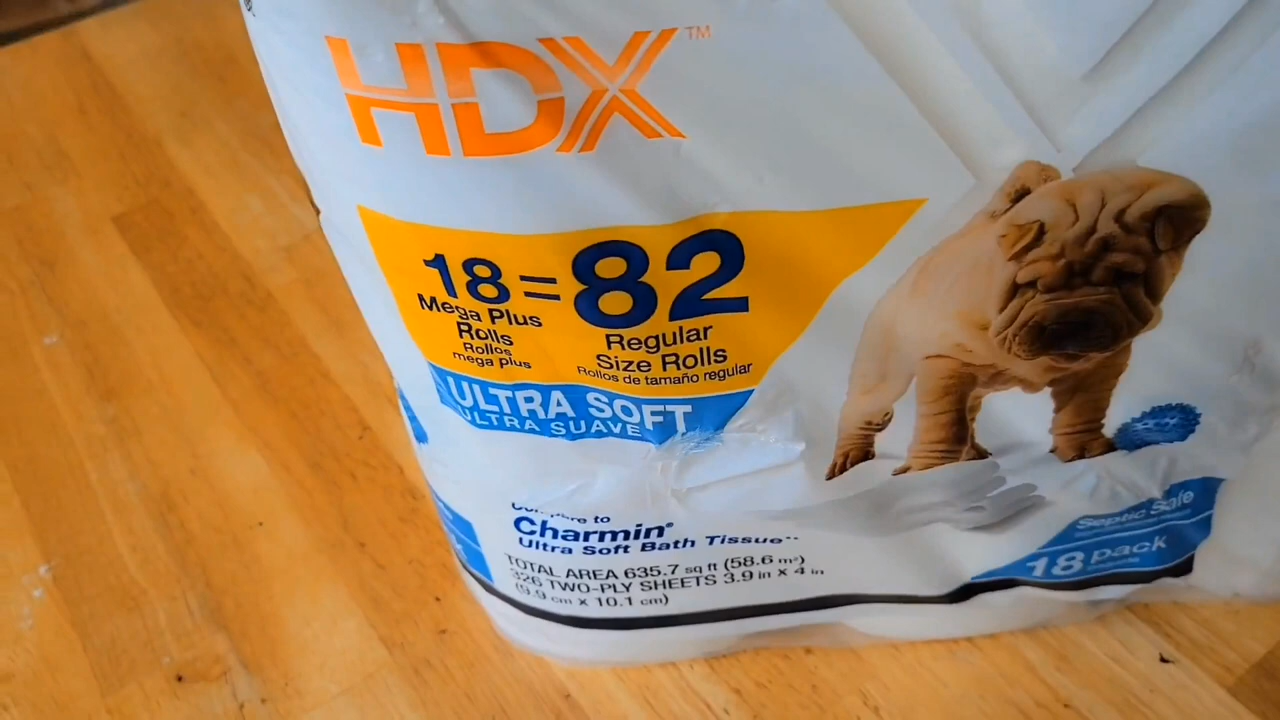 HDX™
18 = 82
Mega Plus
Rolls
Rollos
mega plus
Regular
Size Rolls
Rollos de tamaño regular
ULTRA SOFT
ULTRA SUAVE
to
Charmin®
Ultra Soft Bath Tissue**
TOTAL AREA 635.7 sq ft (58.6 m²)
326 TWO-PLY SHEETS 3.9 in x 4 in
(9.9 cm x 10.1 cm)
Septic Safe
18 pack